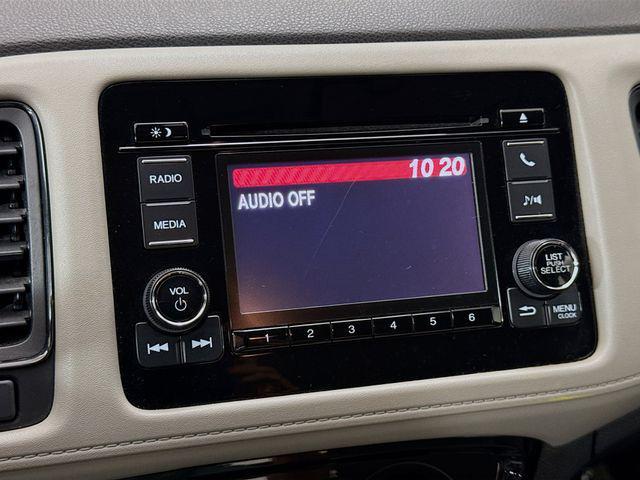 10 20
AUDIO OFF
RADIO
MEDIA
VOL
LIST
PUSH
SELECT
MENU
CLOCK
1 2 3 4 5 6